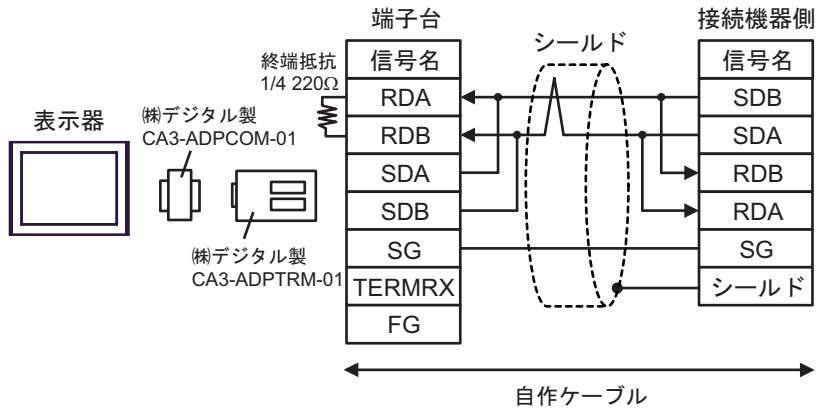 端子台
接続機器側
シールド
終端抵抗
1/4 220Ω
信号名
RDA
RDB
SDA
SDB
SG
TERMRX
FG
信号名
SDB
SDA
RDB
RDA
SG
シールド
表示器
㈱デジタル製
CA3-ADPCOM-01
㈱デジタル製
CA3-ADPTRM-01
自作ケーブル